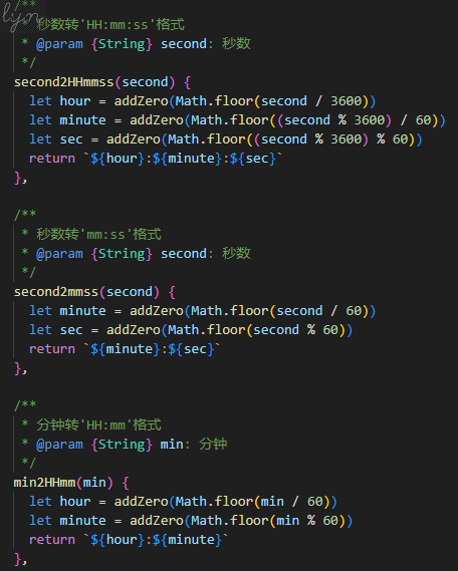 lyn
/**
* 秒数转'HH:mm:ss'格式
* @param {String} second: 秒数
*/
second2HHmmss(second) {
let hour = addZero(Math.floor(second / 3600))
let minute = addZero(Math.floor((second % 3600) / 60))
let sec = addZero(Math.floor((second % 3600) % 60))
return `${hour}:${minute}:${sec}`
},
/**
* 秒数转'mm:ss'格式
* @param {String} second: 秒数
*/
second2mmss(second) {
let minute = addZero(Math.floor(second / 60))
let sec = addZero(Math.floor(second % 60))
return `${minute}:${sec}`
},
/**
* 分钟转'HH:mm'格式
* @param {String} min: 分钟
*/
min2HHmm(min) {
let hour = addZero(Math.floor(min / 60))
let minute = addZero(Math.floor(min % 60))
return `${hour}:${minute}`
},